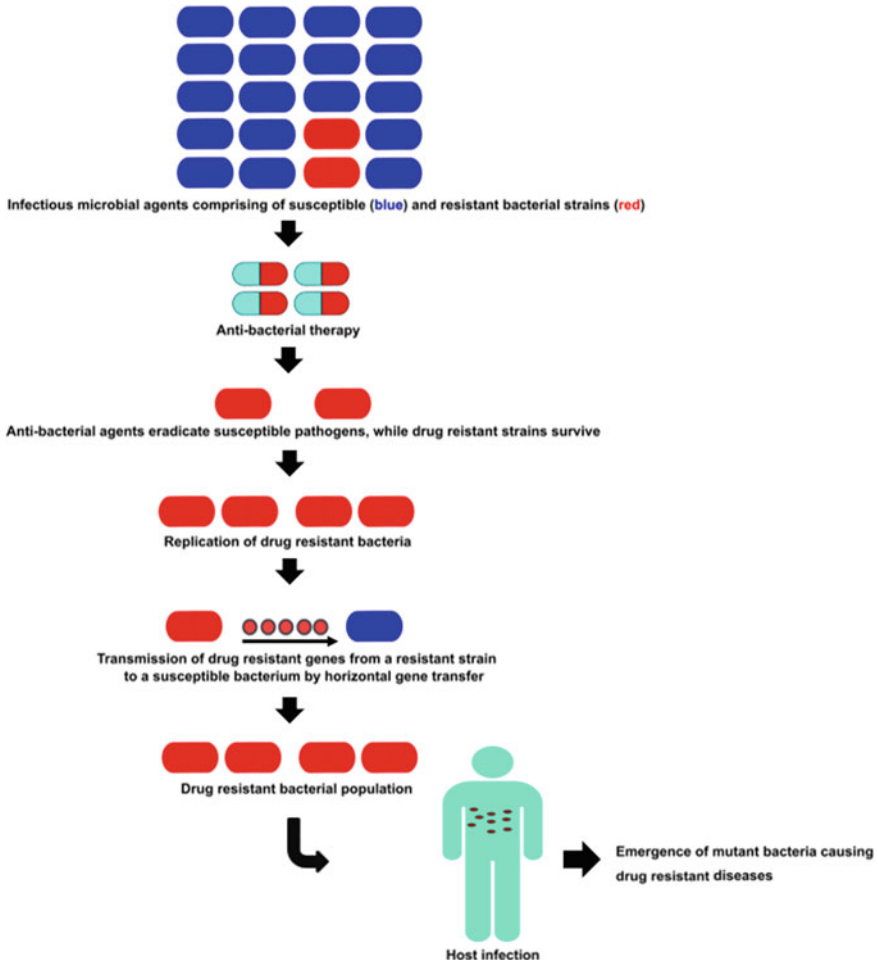 Infectious microbial agents comprising of susceptible (blue) and resistant bacterial strains (red)
Anti-bacterial therapy
Anti-bacterial agents eradicate susceptible pathogens, while drug reistant strains survive
Replication of drug resistant bacteria
Transmission of drug resistant genes from a resistant strain
to a susceptible bacterium by horizontal gene transfer
Drug resistant bacterial population
Emergence of mutant bacteria causing
drug resistant diseases
Host infection